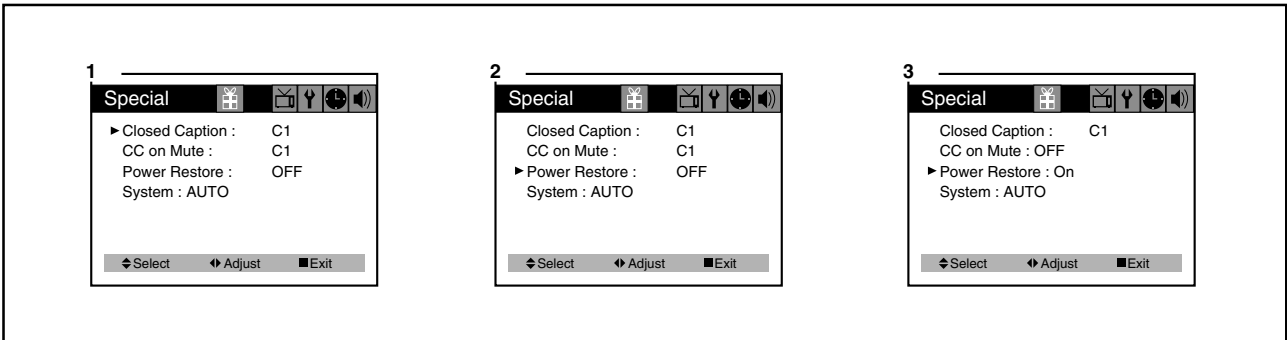 1
Special
►Closed Caption : C1
CC on Mute : C1
Power Restore : OFF
System : AUTO
Select Adjust Exit
2
Special
Closed Caption : C1
CC on Mute : C1
►Power Restore : OFF
System : AUTO
Select Adjust Exit
3
Special
Closed Caption : C1
CC on Mute : OFF
►Power Restore : On
System : AUTO
Select Adjust Exit